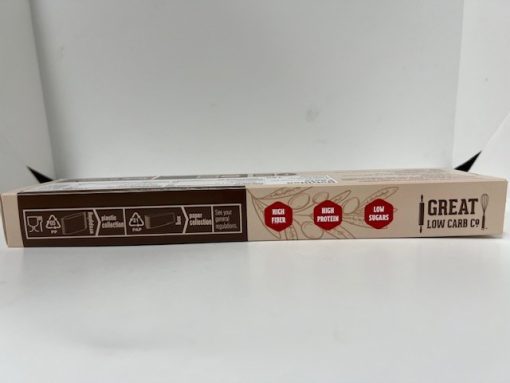 PP
plastic collection
PAP
Box
paper collection
See your
general
regulations.
HIGH
FIBER
HIGH
PROTEIN
LOW
SUGARS
GREAT
LOW CARB Co